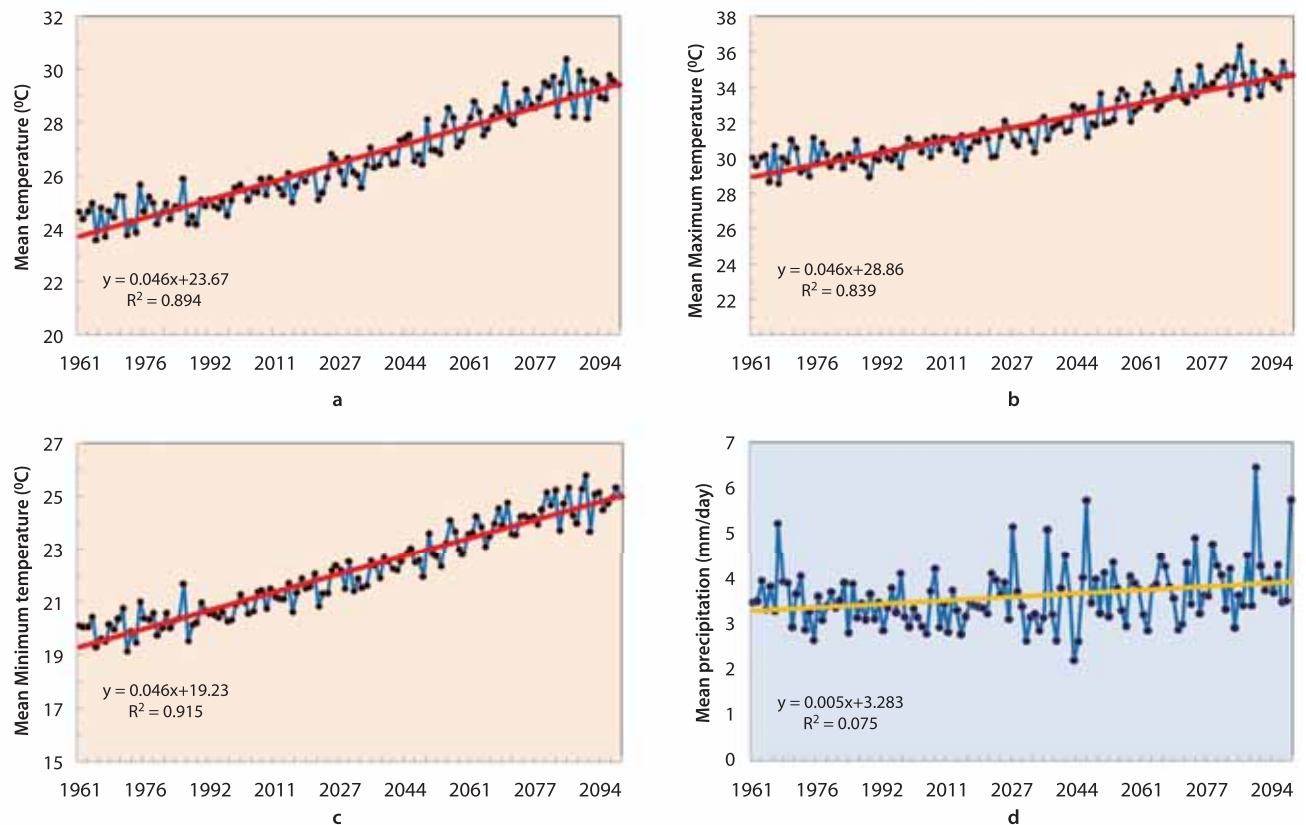 32
30
28
26
24
22
20
Mean temperature (⁰C)
y = 0.046x+23.67
R² = 0.894
1961 1976 1992 2011 2027 2044 2061 2077 2094
a
38
36
34
32
30
28
26
24
22
Mean Maximum temperature (⁰C)
y = 0.046x+28.86
R² = 0.839
1961 1976 1992 2011 2027 2044 2061 2077 2094
b
27
25
23
21
19
17
15
Mean Minimum temperature (⁰C)
y = 0.046x+19.23
R² = 0.915
1961 1976 1992 2011 2027 2044 2061 2077 2094
c
7
6
5
4
3
2
1
0
Mean precipitation (mm/day)
y = 0.005x+3.283
R² = 0.075
1961 1976 1992 2011 2027 2044 2061 2077 2094
d